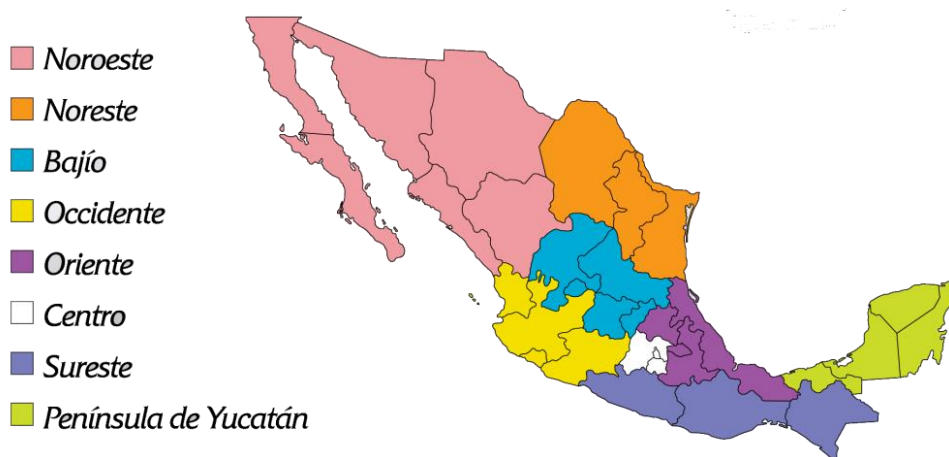 Noroeste
Noreste
Bajío
Occidente
Oriente
Centro
Sureste
Península de Yucatán